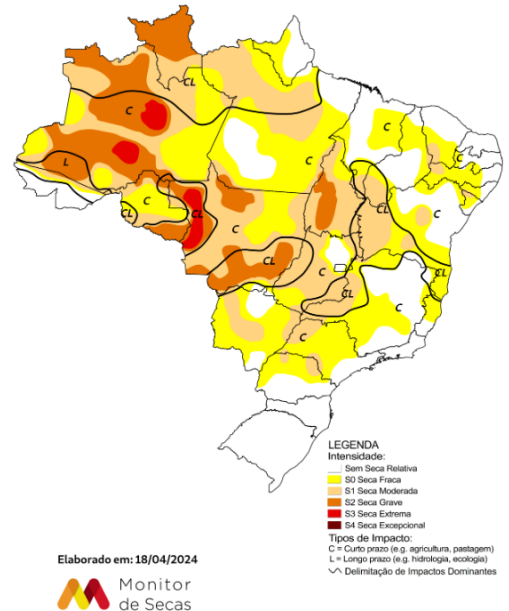 CL
C
L
C
CL
CL
C
C
C
CL
C
CL
C
CL
CL
C
C
C
LEGENDA
Intensidade:
Sem Seca Relativa
S0 Seca Fraca
S1 Seca Moderada
S2 Seca Grave
S3 Seca Extrema
S4 Seca Excepcional
Tipos de Impacto:
C = Curto prazo (e.g. agricultura, pastagem)
L = Longo prazo (e.g. hidrologia, ecologia)
Delimitação de Impactos Dominantes
Elaborado em: 18/04/2024
Monitor
de Secas